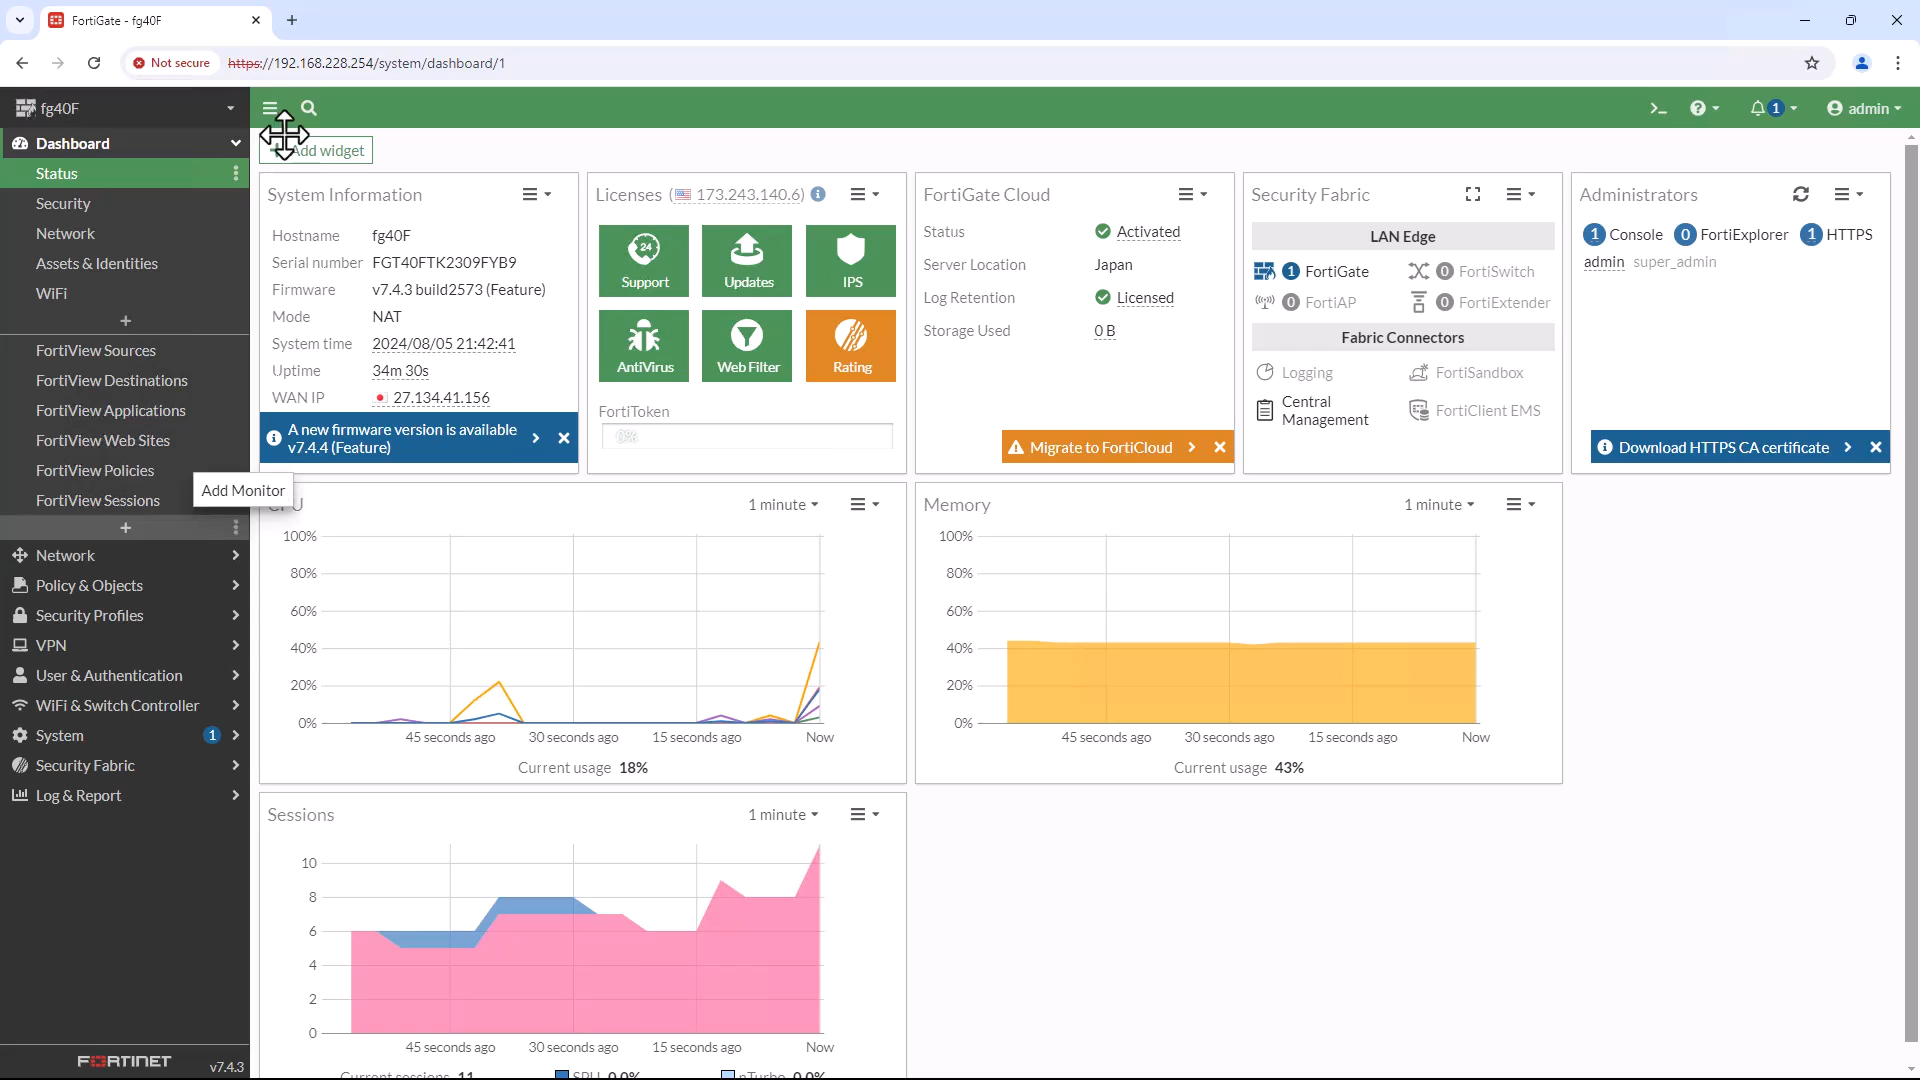 FortiGate - fg40F
Not secure
https://192.168.228.254/system/dashboard/1
fg40F
admin
1
Dashboard
Status
Security
Network
Assets & Identities
WiFi
+
FortiView Sources
FortiView Destinations
FortiView Applications
FortiView Web Sites
FortiView Policies
FortiView Sessions
+
Add Monitor
Network
Policy & Objects
Security Profiles
VPN
User & Authentication
WiFi & Switch Controller
System 1
Security Fabric
Log & Report
FORTINET
v7.4.3
Add widget
System Information
Hostname fg40F
Serial number FGT40FTK2309FYB9
Firmware v7.4.3 build2573 (Feature)
Mode NAT
System time 2024/08/05 21:42:41
Uptime 34m 30s
WAN IP 27.134.41.156
A new firmware version is available
v7.4.4 (Feature)
Licenses (173.243.140.6)
24
Support
Updates
IPS
AntiVirus
Web Filter
Rating
FortiToken
0%
FortiGate Cloud
Status Activated
Server Location Japan
Log Retention Licensed
Storage Used 0 B
Migrate to FortiCloud
Security Fabric
LAN Edge
1 FortiGate
0 FortiSwitch
0 FortiAP
0 FortiExtender
Fabric Connectors
Logging
FortiSandbox
Central
Management
FortiClient EMS
Administrators
1 Console 0 FortiExplorer 1 HTTPS
admin super_admin
Download HTTPS CA certificate
CPU
1 minute
100%
80%
60%
40%
20%
0%
45 seconds ago 30 seconds ago 15 seconds ago Now
Current usage 18%
Memory
1 minute
100%
80%
60%
40%
20%
0%
45 seconds ago 30 seconds ago 15 seconds ago Now
Current usage 43%
Sessions
1 minute
10
8
6
4
2
0
45 seconds ago 30 seconds ago 15 seconds ago Now
Current sessions 11 SPU 0.0% nTurbo 0.0%